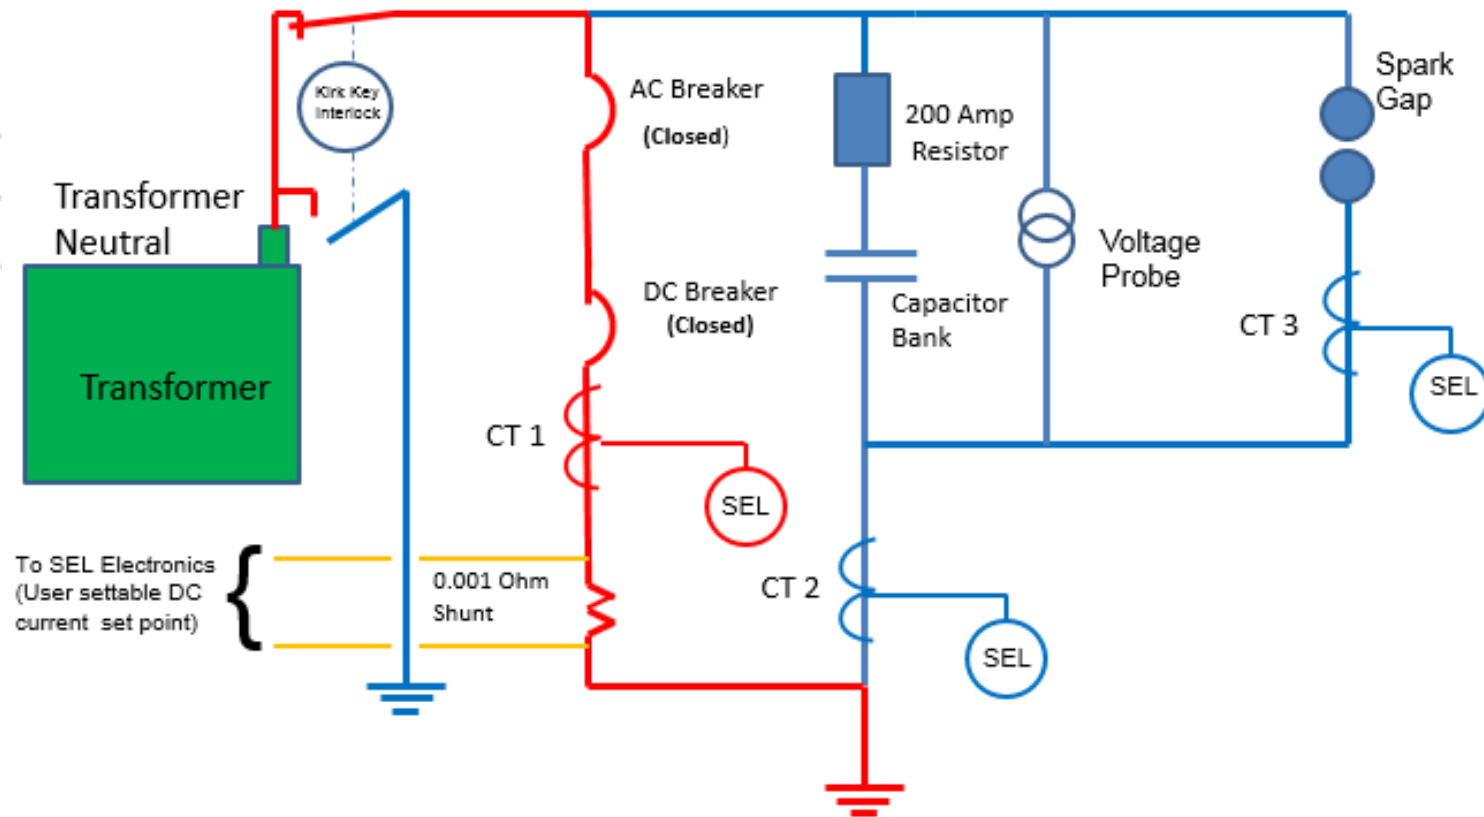 Kirk Key
Interlock
Transformer
Neutral
Transformer
AC Breaker
(Closed)
DC Breaker
(Closed)
CT 1
SEL
0.001 Ohm
Shunt
To SEL Electronics
(User settable DC
current set point)
200 Amp
Resistor
Capacitor
Bank
CT 2
SEL
Voltage
Probe
Spark
Gap
CT 3
SEL